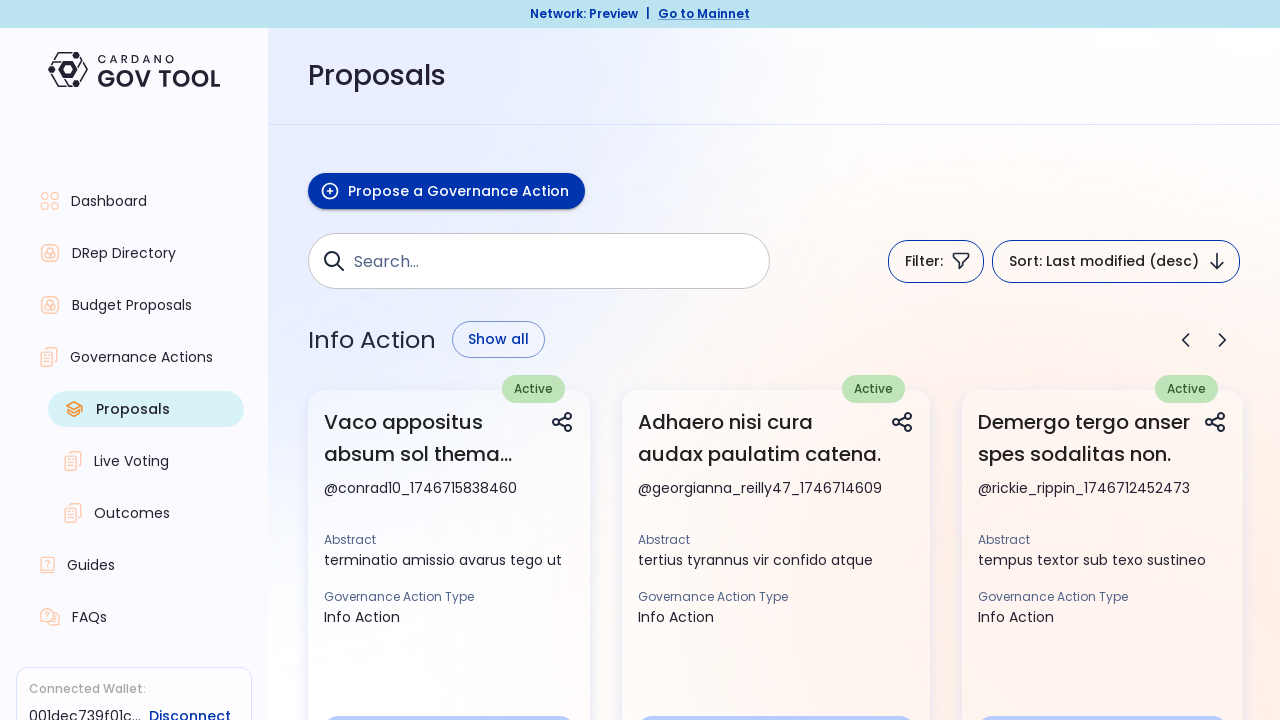 Network: Preview | Go to Mainnet
CARDANO
GOV TOOL
Proposals
Dashboard
DRep Directory
Budget Proposals
Governance Actions
Proposals
Live Voting
Outcomes
Guides
FAQs
Connected Wallet:
001dec739f01c... Disconnect
Propose a Governance Action
Search...
Filter:
Sort: Last modified (desc)
Info Action
Show all
Active
Vaco appositus
absum sol thema...
@conrad10_1746715838460
Abstract
terminatio amissio avarus tego ut
Governance Action Type
Info Action
Active
Adhaero nisi cura
audax paulatim catena.
@georgianna_reilly47_1746714609
Abstract
tertius tyrannus vir confido atque
Governance Action Type
Info Action
Active
Demergo tergo anser
spes sodalitas non.
@rickie_rippin_1746712452473
Abstract
tempus textor sub texo sustineo
Governance Action Type
Info Action